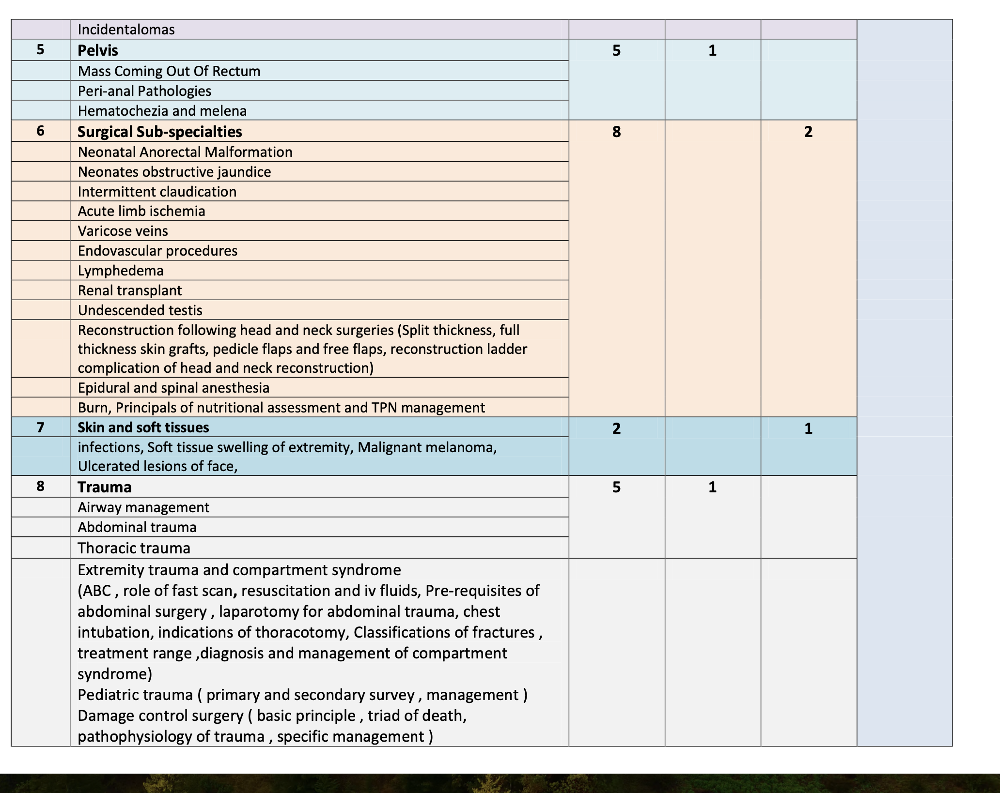 Incidentalomas
5 Pelvis 5 1
Mass Coming Out Of Rectum
Peri-anal Pathologies
Hematochezia and melena
6 Surgical Sub-specialties 8 2
Neonatal Anorectal Malformation
Neonates obstructive jaundice
Intermittent claudication
Acute limb ischemia
Varicose veins
Endovascular procedures
Lymphedema
Renal transplant
Undescended testis
Reconstruction following head and neck surgeries (Split thickness, full
thickness skin grafts, pedicle flaps and free flaps, reconstruction ladder
complication of head and neck reconstruction)
Epidural and spinal anesthesia
Burn, Principals of nutritional assessment and TPN management
7 Skin and soft tissues 2 1
infections, Soft tissue swelling of extremity, Malignant melanoma,
Ulcerated lesions of face,
8 Trauma 5 1
Airway management
Abdominal trauma
Thoracic trauma
Extremity trauma and compartment syndrome
(ABC , role of fast scan, resuscitation and iv fluids, Pre-requisites of
abdominal surgery , laparotomy for abdominal trauma, chest
intubation, indications of thoracotomy, Classifications of fractures ,
treatment range ,diagnosis and management of compartment
syndrome)
Pediatric trauma ( primary and secondary survey , management )
Damage control surgery ( basic principle , triad of death,
pathophysiology of trauma , specific management )